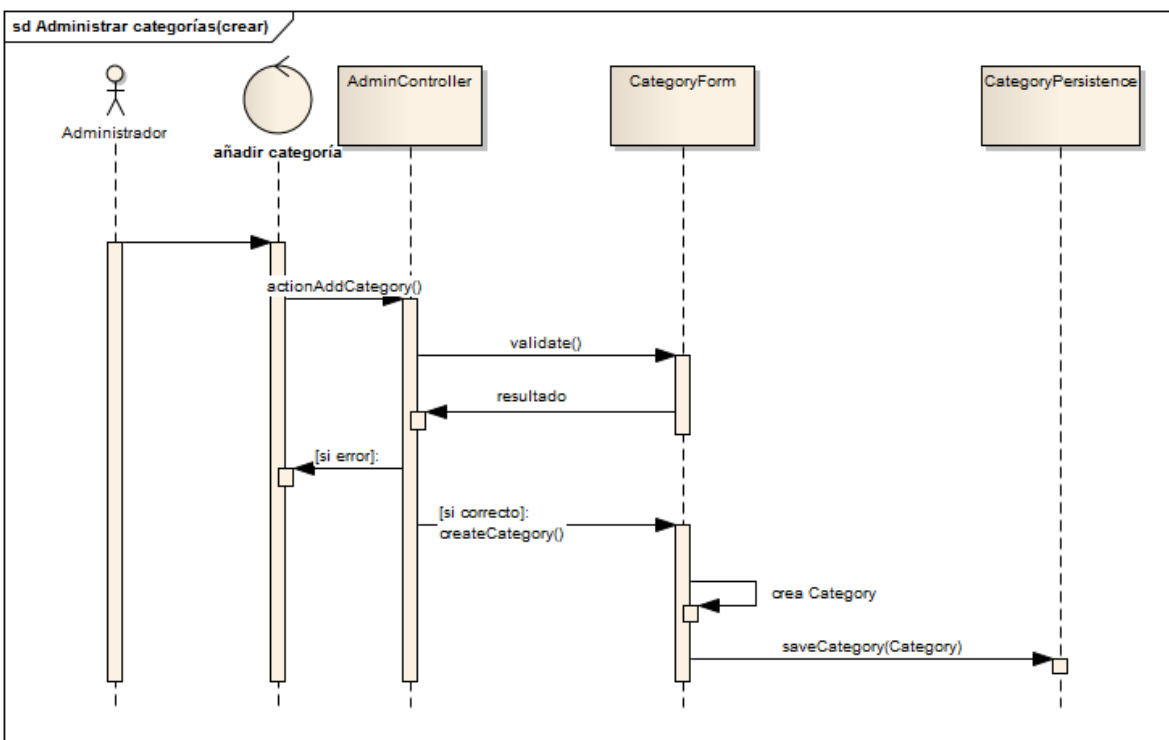 sd Administrar categorías(crear)
Administrador
añadir categoría
AdminController
CategoryForm
CategoryPersistence
actionAddCategory()
validate()
resultado
[si error]:
[si correcto]:
createCategory()
crea Category
saveCategory(Category)